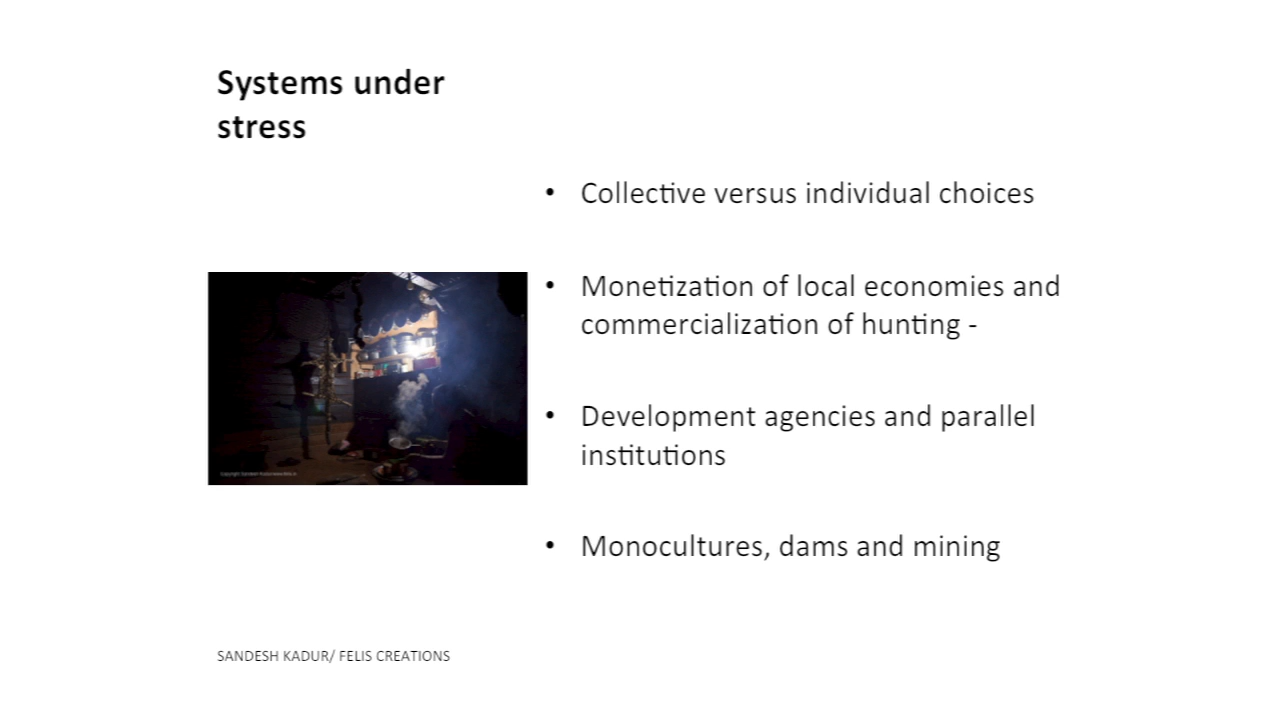 Systems under
stress
• Collective versus individual choices
• Monetization of local economies and
commercialization of hunting -
• Development agencies and parallel
institutions
• Monocultures, dams and mining
SANDESH KADUR/ FELIS CREATIONS